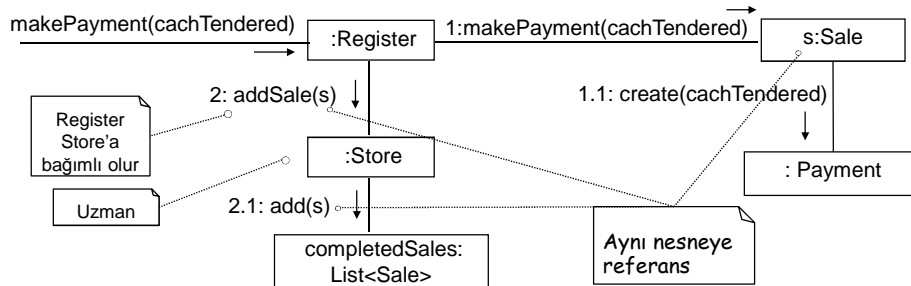 makePayment(cachTendered)
:Register
1:makePayment(cachTendered)
s:Sale
2: addSale(s)
1.1: create(cachTendered)
Register
Store'a
bağımlı olur
:Store
: Payment
Uzman
2.1: add(s)
Aynı nesneye
referans
completedSales:
List<Sale>